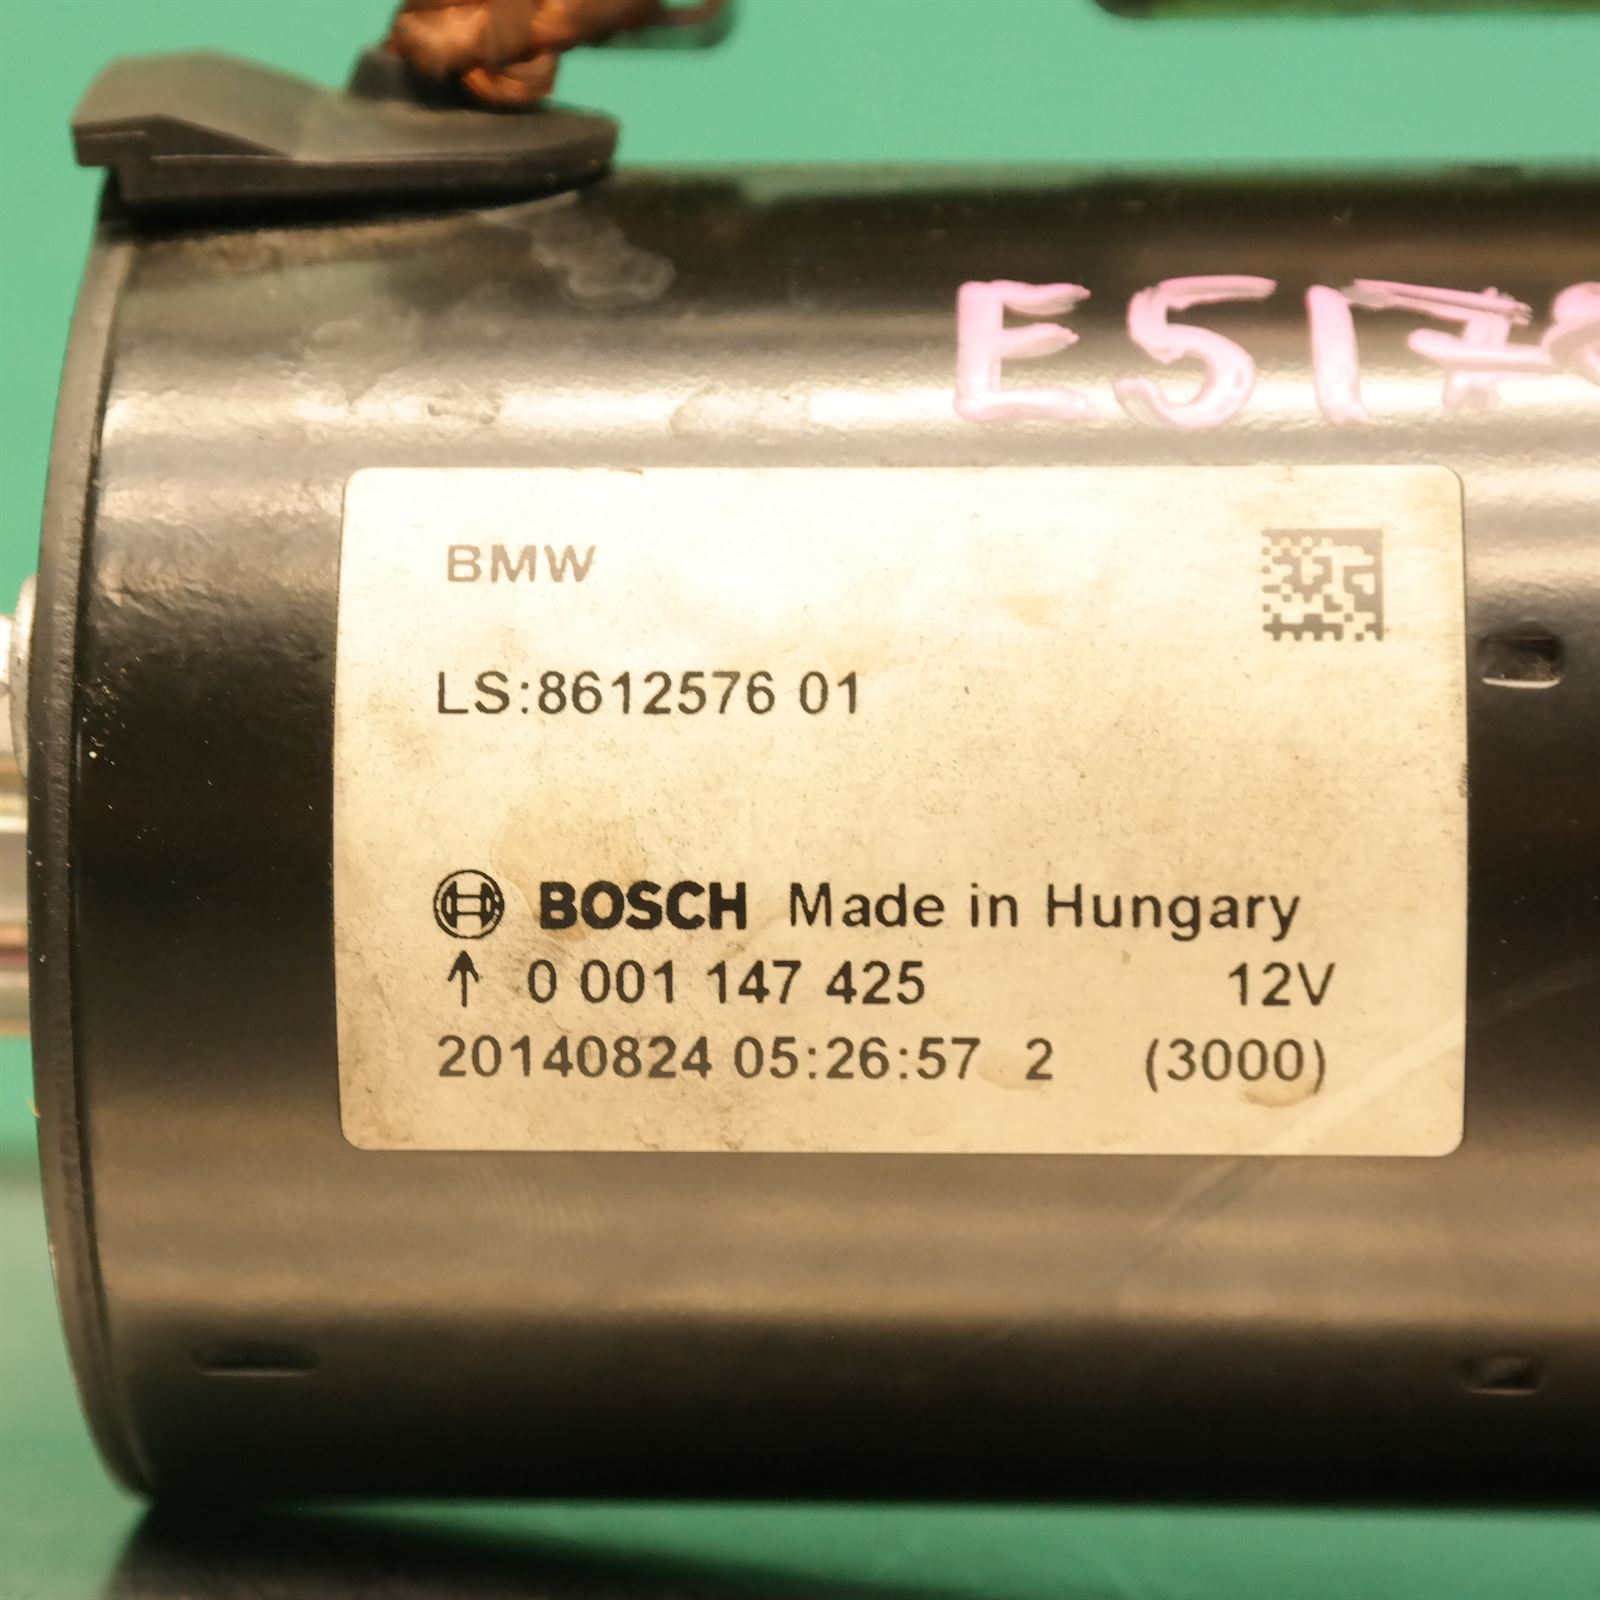 E5178
BMW
LS:8612576 01
BOSCH Made in Hungary
↑ 0 001 147 425 12V
20140824 05:26:57 2 (3000)